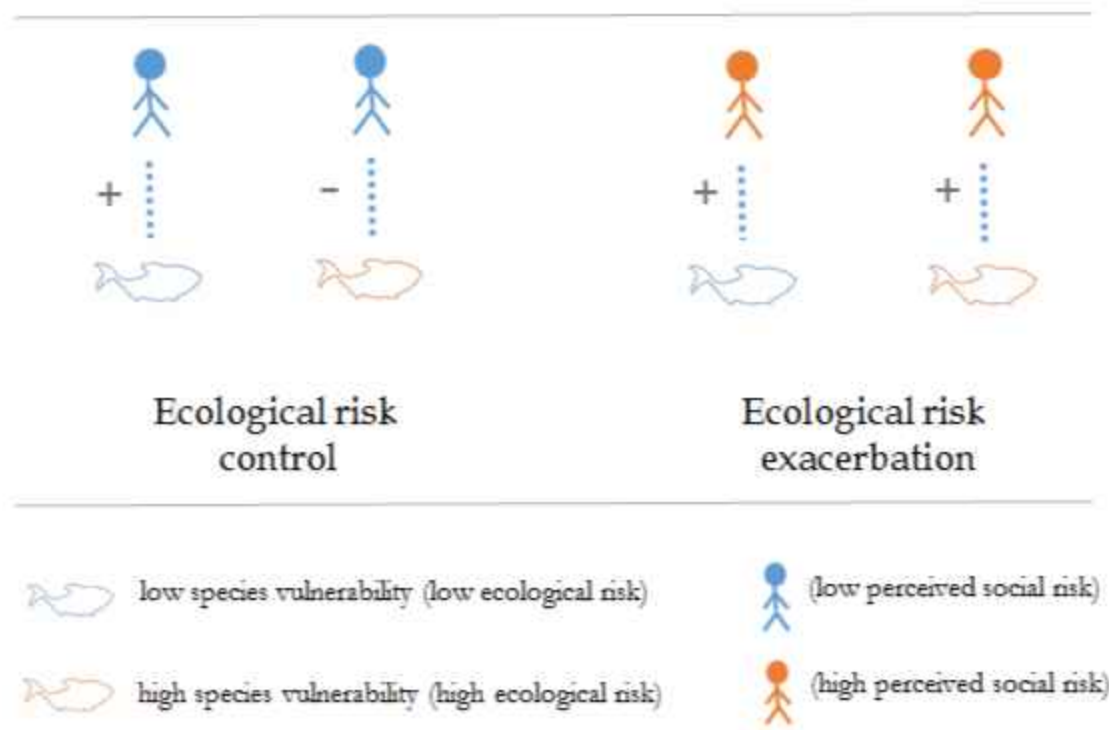 + - + +
Ecological risk Ecological risk
control exacerbation
low species vulnerability (low ecological risk) (low perceived social risk)
high species vulnerability (high ecological risk) (high perceived social risk)